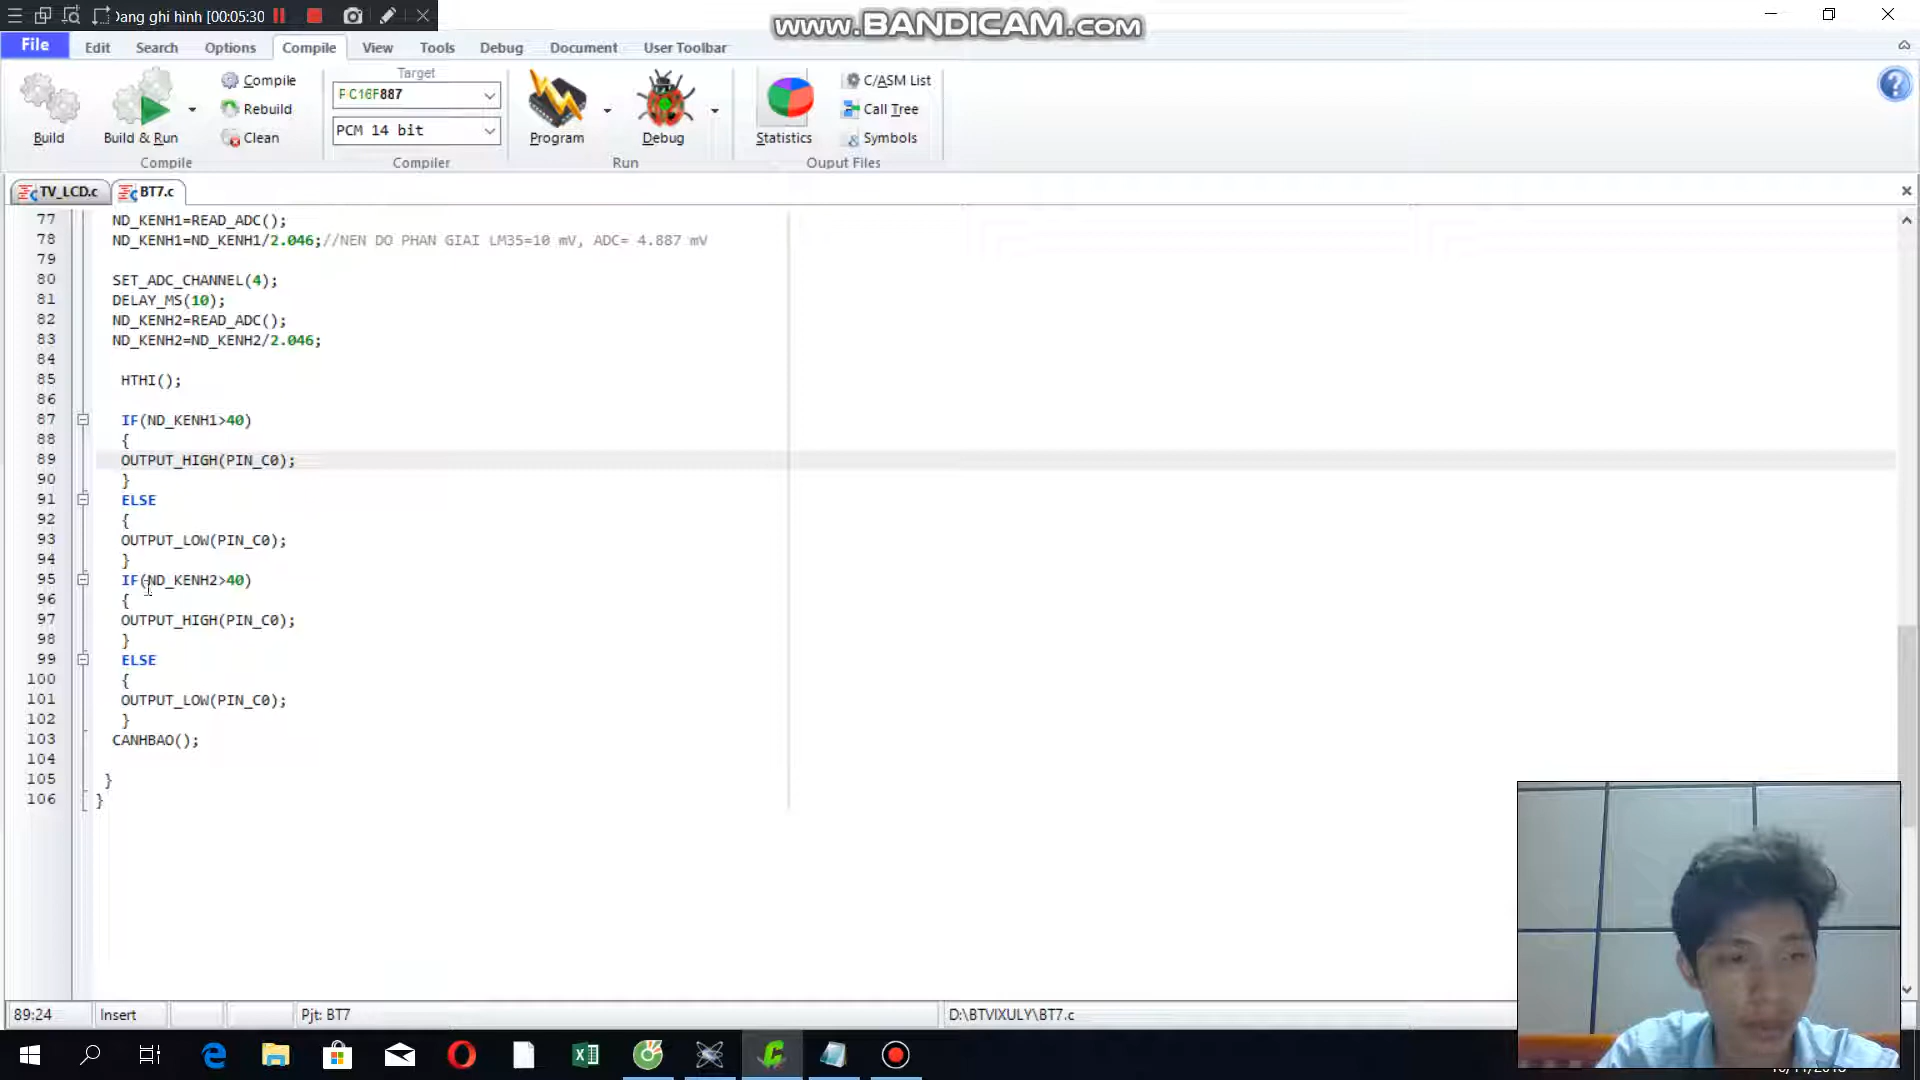 Dang ghi hình [00:05:30
www.BANDICAM.com
File Edit Search Options Compile View Tools Debug Document User Toolbar
Build
Build & Run
Compile
Rebuild
Clean
Compile
Target
PIC16F887
PCM 14 bit
Compiler
Program
Debug
Run
Statistics
C/ASM List
Call Tree
Symbols
Ouput Files
TV_LCD.c BT7.c
77 ND_KENH1=READ_ADC();
78 ND_KENH1=ND_KENH1/2.046;//NEN DO PHAN GIAI LM35=10 mV, ADC= 4.887 mV
79
80 SET_ADC_CHANNEL(4);
81 DELAY_MS(10);
82 ND_KENH2=READ_ADC();
83 ND_KENH2=ND_KENH2/2.046;
84
85 HTHI();
86
87 IF(ND_KENH1>40)
88 {
89 OUTPUT_HIGH(PIN_C0);
90 }
91 ELSE
92 {
93 OUTPUT_LOW(PIN_C0);
94 }
95 IF(ND_KENH2>40)
96 {
97 OUTPUT_HIGH(PIN_C0);
98 }
99 ELSE
100 {
101 OUTPUT_LOW(PIN_C0);
102 }
103 CANHBAO();
104
105 }
106 }
89:24 Insert Pjt: BT7 D:\BTVIXULY\BT7.c